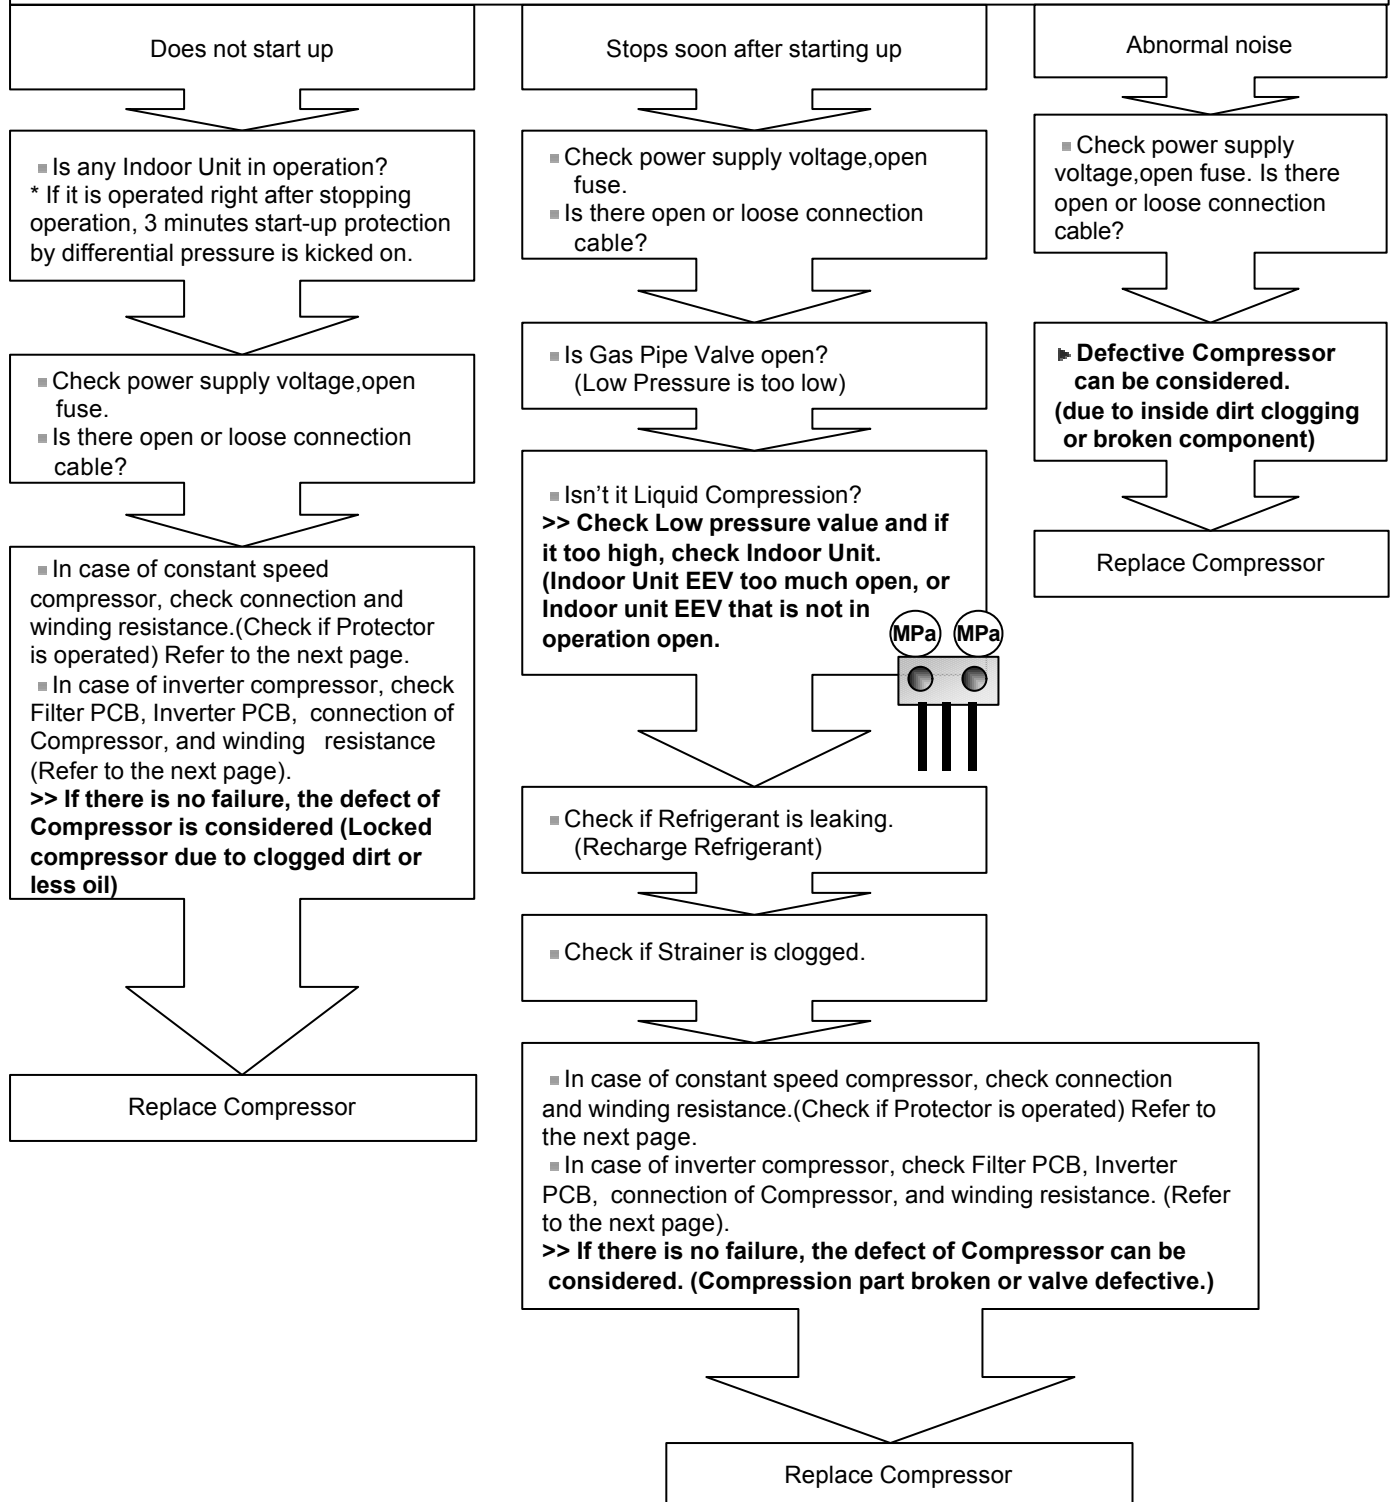 Does not start up
■ Is any Indoor Unit in operation?
* If it is operated right after stopping
operation, 3 minutes start-up protection
by differential pressure is kicked on.
■ Check power supply voltage,open
fuse.
■ Is there open or loose connection
cable?
■ In case of constant speed
compressor, check connection and
winding resistance.(Check if Protector
is operated) Refer to the next page.
■ In case of inverter compressor, check
Filter PCB, Inverter PCB, connection of
Compressor, and winding resistance
(Refer to the next page).
>> If there is no failure, the defect of
Compressor is considered (Locked
compressor due to clogged dirt or
less oil)
Replace Compressor
Stops soon after starting up
■ Check power supply voltage,open
fuse.
■ Is there open or loose connection
cable?
■ Is Gas Pipe Valve open?
(Low Pressure is too low)
■ Isn't it Liquid Compression?
>> Check Low pressure value and if
it too high, check Indoor Unit.
(Indoor Unit EEV too much open, or
Indoor unit EEV that is not in
operation open.
MPa MPa
■ Check if Refrigerant is leaking.
(Recharge Refrigerant)
■ Check if Strainer is clogged.
■ In case of constant speed compressor, check connection
and winding resistance.(Check if Protector is operated) Refer to
the next page.
■ In case of inverter compressor, check Filter PCB, Inverter
PCB, connection of Compressor, and winding resistance. (Refer
to the next page).
>> If there is no failure, the defect of Compressor can be
considered. (Compression part broken or valve defective.)
Replace Compressor
Abnormal noise
■ Check power supply
voltage,open fuse. Is there
open or loose connection
cable?
► Defective Compressor
can be considered.
(due to inside dirt clogging
or broken component)
Replace Compressor